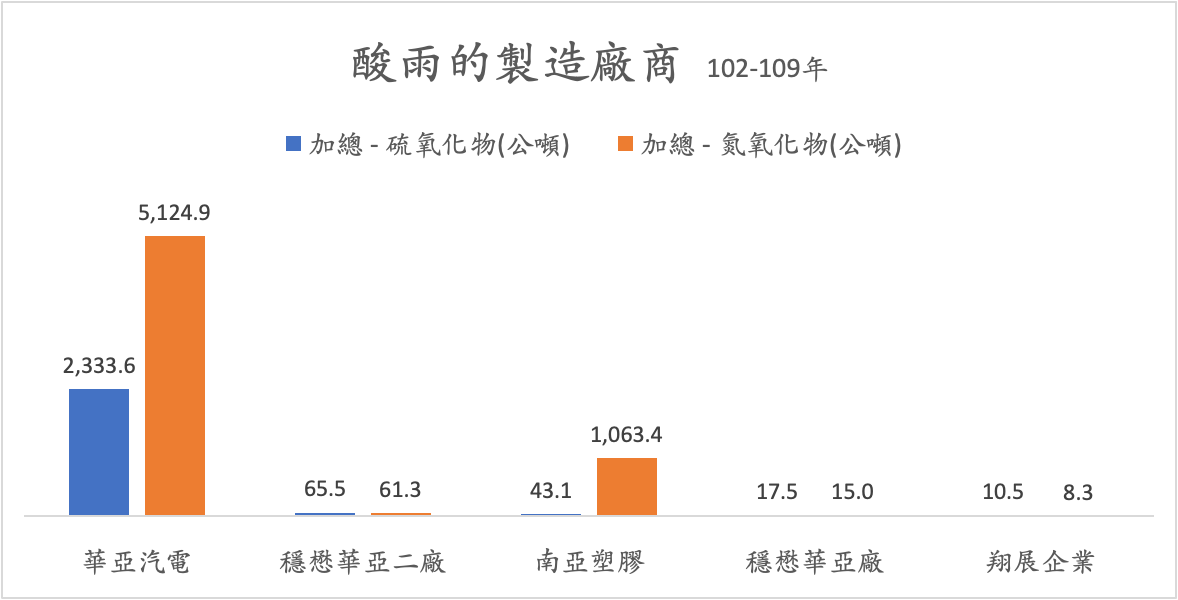 酸雨的製造廠商 102-109年
加總 - 硫氧化物(公噸) 加總 - 氮氧化物(公噸)
5,124.9
2,333.6
1,063.4
65.5 61.3 43.1 17.5 15.0 10.5 8.3
華亞汽電 穩懋華亞二廠 南亞塑膠 穩懋華亞廠 翔展企業